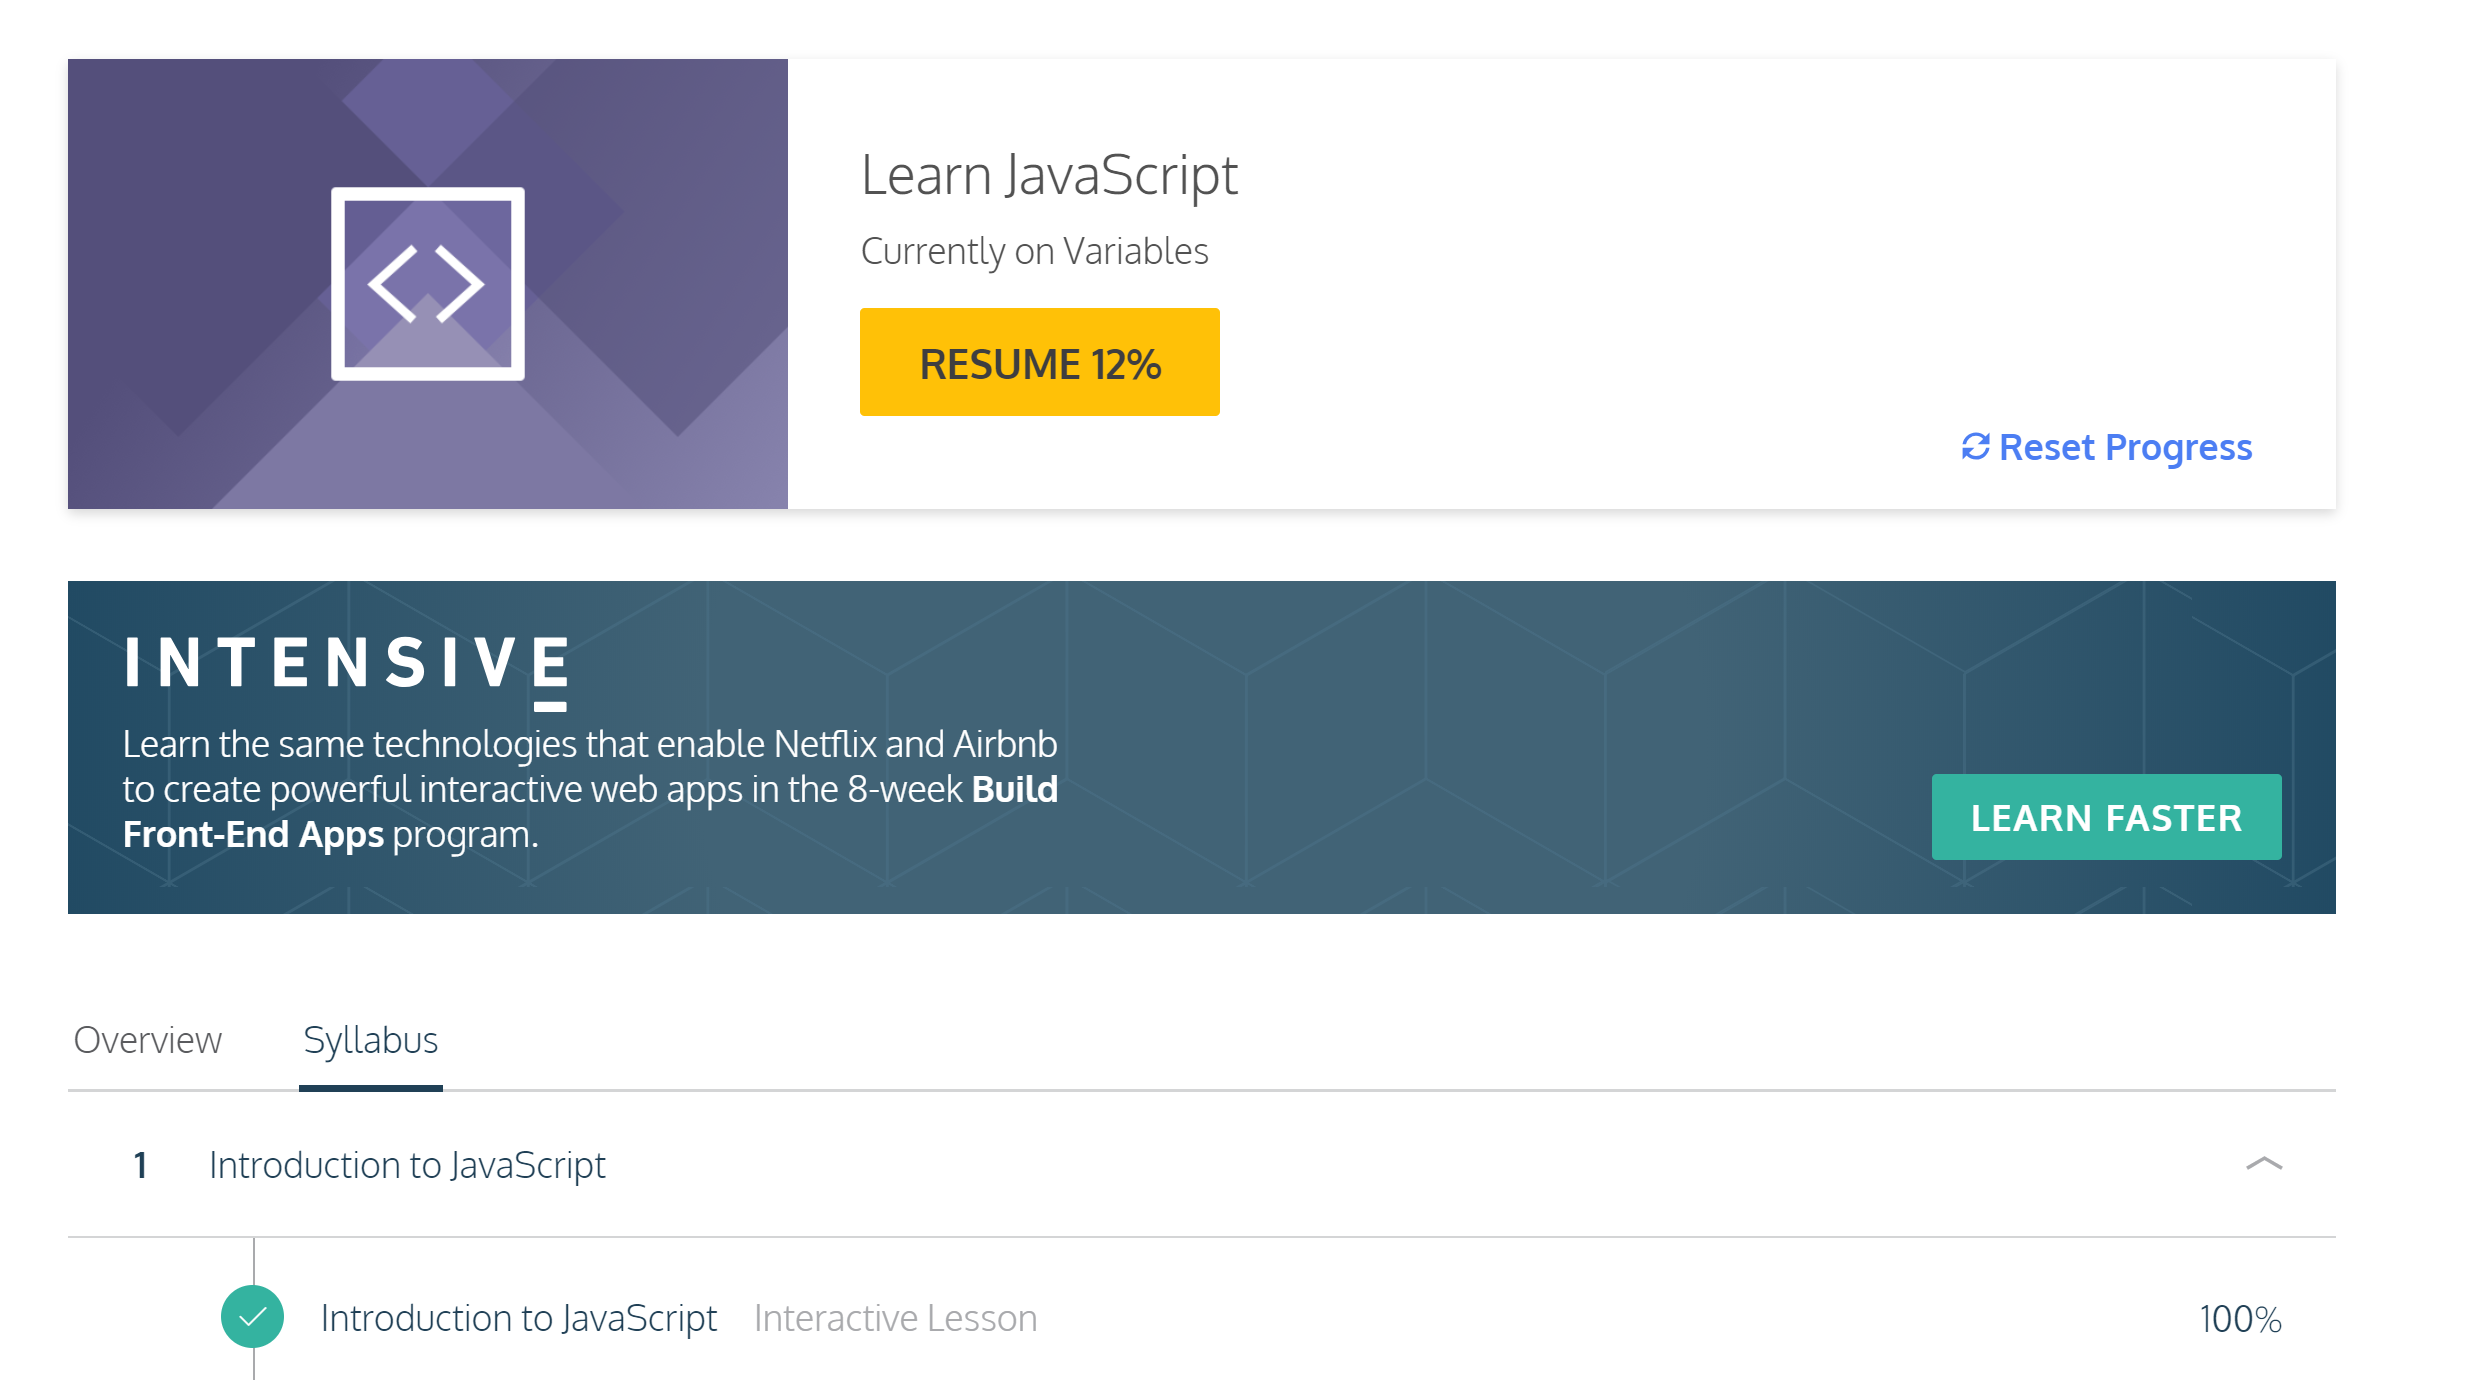 Learn JavaScript
Currently on Variables
RESUME 12%
Reset Progress
INTENSIVE
Learn the same technologies that enable Netflix and Airbnb
to create powerful interactive web apps in the 8-week Build
Front-End Apps program.
LEARN FASTER
Overview Syllabus
1 Introduction to JavaScript
Introduction to JavaScript Interactive Lesson 100%